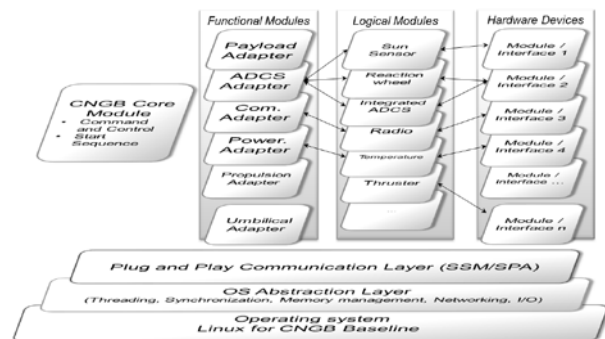 Functional Modules
Logical Modules
Hardware Devices
CNGB Core
Module
• Command
and Control
• Start
Sequence
Payload
Adapter
ADCS
Adapter
Com.
Adapter
Power.
Adapter
Propulsion
Adapter
Umbilical
Adapter
Sun
Sensor
Reaction
wheel
Integrated
ADCS
Radio
Temperature
Thruster
...
Module /
Interface 1
Module /
Interface 2
Module /
Interface 3
Module /
Interface 4
Module /
Interface ...
Module /
Interface n
Plug and Play Communication Layer (SSM/SPA)
OS Abstraction Layer
(Threading, Synchronization, Memory management, Networking, I/O)
Operating system
Linux for CNGB Baseline